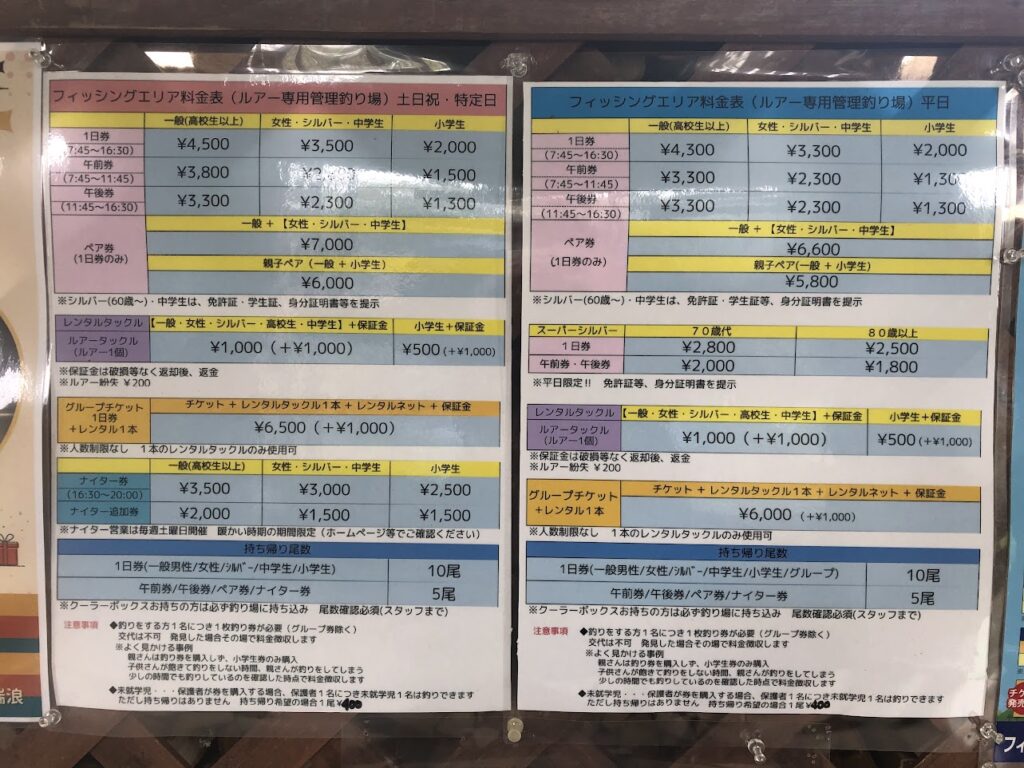 フィッシングエリア料金表（ルアー専用管理釣り場）土日祝・特定日
一般(高校生以上) 女性・シルバー・中学生 小学生
1日券
(7:45～16:30) ¥4,500 ¥3,500 ¥2,000
午前券
(7:45～11:45) ¥3,800 ¥1,500
午後券
(11:45～16:30) ¥3,300 ¥2,300 ¥1,300
ペア券
(1日券のみ)
一般 + 【女性・シルバー・中学生】
¥7,000
親子ペア（一般 + 小学生）
¥6,000
※シルバー(60歳～)・中学生は、免許証・学生証、身分証明書等を提示
レンタルタックル 【一般・女性・シルバー・高校生・中学生】+保証金 小学生+保証金
ルアータックル
(ルアー1個) ¥1,000（+¥1,000） ¥500 (+¥1,000)
※保証金は破損等なく返却後、返金
※ルアー紛失 ¥200
グループチケット
1日券
+レンタル1本
チケット + レンタルタックル1本 + レンタルネット + 保証金
¥6,500（+¥1,000）
※人数制限なし　1本のレンタルタックルのみ使用可
一般(高校生以上) 女性・シルバー・中学生 小学生
ナイター券
(16:30～20:00) ¥3,500 ¥3,000 ¥2,500
ナイター追加券 ¥2,000 ¥1,500 ¥1,500
※ナイター営業は毎週土曜日開催　暖かい時期の期間限定（ホームページ等でご確認ください）
持ち帰り尾数
1日券(一般男性/女性/ｼﾙﾊﾞｰ/中学生/小学生) 10尾
午前券/午後券/ペア券/ナイター券 5尾
※クーラーボックスお持ちの方は必ず釣り場に持ち込み　尾数確認必須(スタッフまで)
注意事項 ◆釣りをする方１名につき１枚釣り券が必要（グループ券除く）
交代は不可　発見した場合その場で料金徴収します
※よく見かける事例
親さんは釣り券を購入しず、小学生券のみ購入
子供さんが飽きて釣りをしない時間、親さんが釣りをしてしまう
少しの時間でも釣りしているのを確認した時点で料金徴収します
◆未就学児・・・保護者が券を購入する場合、保護者１名につき未就学児１名は釣りできます
ただし持ち帰りはありません　持ち帰り希望の場合１尾¥400
フィッシングエリア料金表（ルアー専用管理釣り場）平日
一般(高校生以上) 女性・シルバー・中学生 小学生
1日券
(7:45～16:30) ¥4,300 ¥3,300 ¥2,000
午前券
(7:45～11:45) ¥3,300 ¥2,300
午後券
(11:45～16:30) ¥3,300 ¥2,300 ¥1,300
ペア券
(1日券のみ)
一般 + 【女性・シルバー・中学生】
¥6,600
親子ペア(一般 + 小学生)
¥5,800
※シルバー(60歳～)・中学生は、免許証・学生証等、身分証明書を提示
スーパーシルバー ７０歳代 ８０歳以上
1日券 ¥2,800 ¥2,500
午前券・午後券 ¥2,000 ¥1,800
※平日限定!!　免許証等、身分証明書を提示
レンタルタックル 【一般・女性・シルバー・高校生・中学生】+保証金 小学生+保証金
ルアータックル
(ルアー1個) ¥1,000（+¥1,000） ¥500 (+¥1,000)
※保証金は破損等なく返却後、返金
※ルアー紛失 ¥200
グループチケット
+レンタル1本
チケット + レンタルタックル1本 + レンタルネット + 保証金
¥6,000 (+¥1,000)
※人数制限なし　1本のレンタルタックルのみ使用可
持ち帰り尾数
1日券(一般男性/女性/ｼﾙﾊﾞｰ/中学生/小学生/グループ) 10尾
午前券/午後券/ペア券/ナイター券 5尾
※クーラーボックスお持ちの方は必ず釣り場に持ち込み　尾数確認必須(スタッフまで)
注意事項 ◆釣りをする方１名につき１枚釣り券が必要（グループ券除く）
交代は不可　発見した場合その場で料金徴収します
※よく見かける事例
親さんは釣り券を購入しず、小学生券のみ購入
子供さんが飽きて釣りをしない時間、親さんが釣りをしてしまう
少しの時間でも釣りしているのを確認した時点で料金徴収します
◆未就学児・・・保護者が券を購入する場合、保護者１名につき未就学児１名は釣りできます
ただし持ち帰りはありません　持ち帰り希望の場合１尾¥400
チケ
発売
フィ